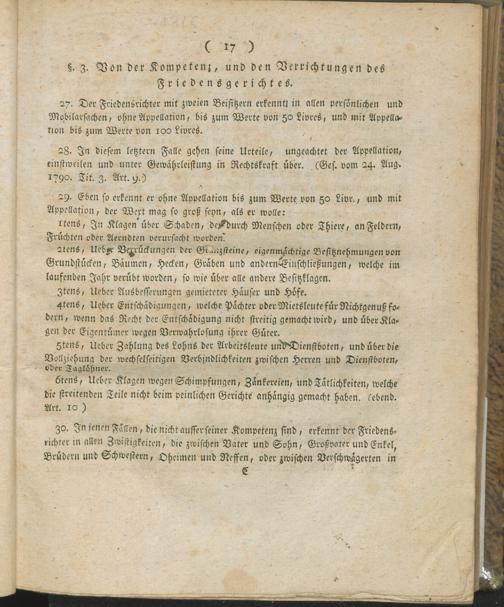 ( 17 )
§. 3. Von der Kompetenz, und den Verrichtungen des
Friedensgerichtes.
27. Der Friedensrichter mit zweien Beisitzern erkennt, in allen persönlichen und
Mobilarsachen, ohne Appellation, bis zum Werte von 50 Livres, und mit Appella-
tion bis zum Werte von 100 Livres.
28. In diesem letztern Falle gehen seine Urteile, ungeachtet der Appellation,
einstweilen und unter Gewährleistung in Rechtskraft über. (Ges. vom 24. Aug.
1790. Tit. 3. Art. 9.)
29. Eben so erkennt er ohne Appellation bis zum Werte von 50 Livr., und mit
Appellation, der Wert mag so groß seyn, als er wolle:
1tens, In Klagen über Schaden, der durch Menschen oder Thiere, an Feldern,
Früchten oder Aerndten verursacht worden.
2tens, Ueber Verrückungen der Gränzsteine, eigenmächtige Besitznehmungen von
Grundstücken, Bäumen, Hecken, Gräben und andern Einschließungen, welche im
laufenden Jahr verübt worden, so wie über alle andere Besitzklagen.
3tens, Ueber Ausbesserungen gemieteter Häuser und Höfe.
4tens, Ueber Entschädigungen, welche Pächter oder Mietsleute für Nichtgenuß fo-
dern, wenn das Recht der Entschädigung nicht streitig gemacht wird, und über Kla-
gen der Eigentümer wegen Verwahrlosung ihrer Güter.
5tens, Ueber Zahlung des Lohns der Arbeitsleute und Dienstboten, und über die
Vollziehung der wechselseitigen Verbindlichkeiten zwischen Herren und Dienstboten,
oder Taglöhner.
6tens, Ueber Klagen wegen Schimpfungen, Zänkereien, und Tätlichkeiten, welche
die streitenden Teile nicht beim peinlichen Gerichte anhängig gemacht haben. (ebend.
Art. 10 )
30. In jenen Fällen, die nicht ausser seiner Kompetenz sind, erkennt der Friedens-
richter in allen Zwistigkeiten, die zwischen Vater und Sohn, Großvater und Enkel,
Brüdern und Schwestern, Oheimen und Neffen, oder zwischen Verschwägerten in
C